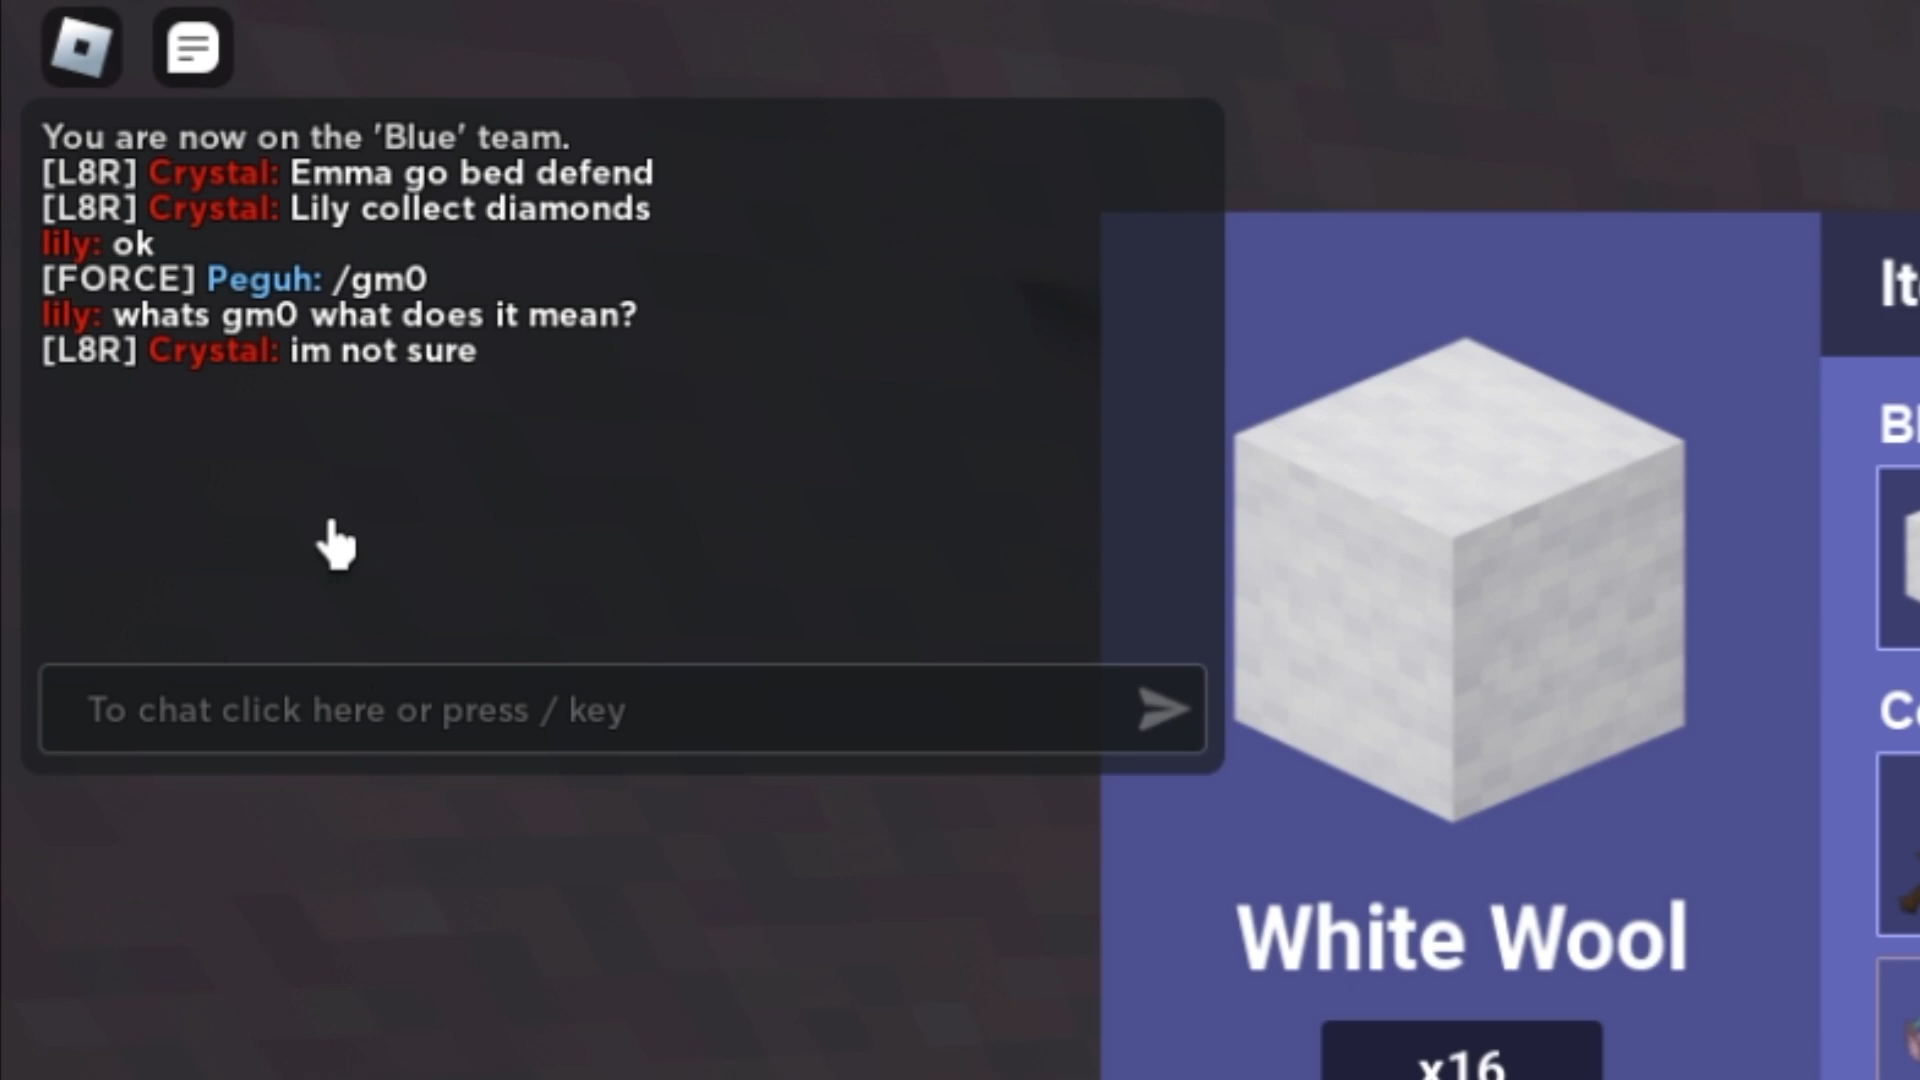 You are now on the 'Blue' team.
[L8R] Crystal: Emma go bed defend
[L8R] Crystal: Lily collect diamonds
lily: ok
[FORCE] Peguh: /gm0
lily: whats gm0 what does it mean?
[L8R] Crystal: im not sure
To chat click here or press / key
White Wool
x16